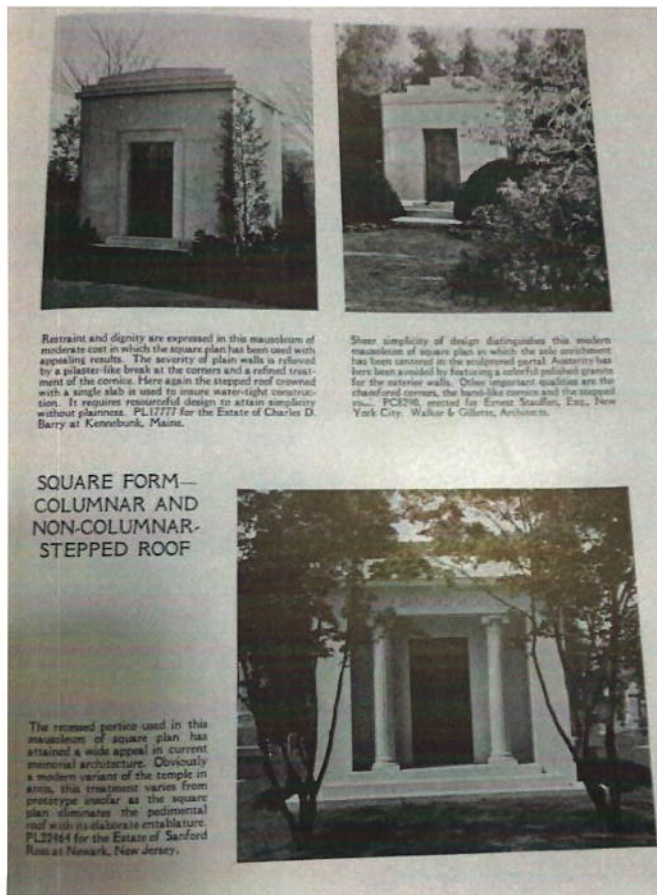 Restraint and dignity are expressed in this mausoleum of
moderate cost in which the square plan has been used with
appealing results. The severity of plain walls is relieved
by a pilaster-like break at the corners and a refined treat-
ment of the cornice. Here again the stepped roof crowned
with a single slab is used to insure water-tight construc-
tion. It requires resourceful design to attain simplicity
without plainness. PL17777 for the Estate of Charles D.
Barry at Kennebunk, Maine.
Sheer simplicity of design distinguishes this modern
mausoleum of square plan in which the sole enrichment
has been centered in the sculptured portal. Austerity has
here been avoided by featuring a colorful polished granite
for the exterior walls. Other important qualities are the
chamfered corners, the band-like cornice and the stepped
PC8290, erected for Ernest Stauffen, Esq., New
York City. Walker & Gillette, Architects.
SQUARE FORM—
COLUMNAR AND
NON-COLUMNAR-
STEPPED ROOF
The recessed portico used in this
mausoleum of square plan has
attained a wide appeal in current
memorial architecture. Obviously
a modern variant of the temple in
antis, this treatment varies from
prototype insofar as the square
plan eliminates the pedimental
roof with its elaborate entablature.
PL22464 for the Estate of Sanford
Ross at Newark, New Jersey.